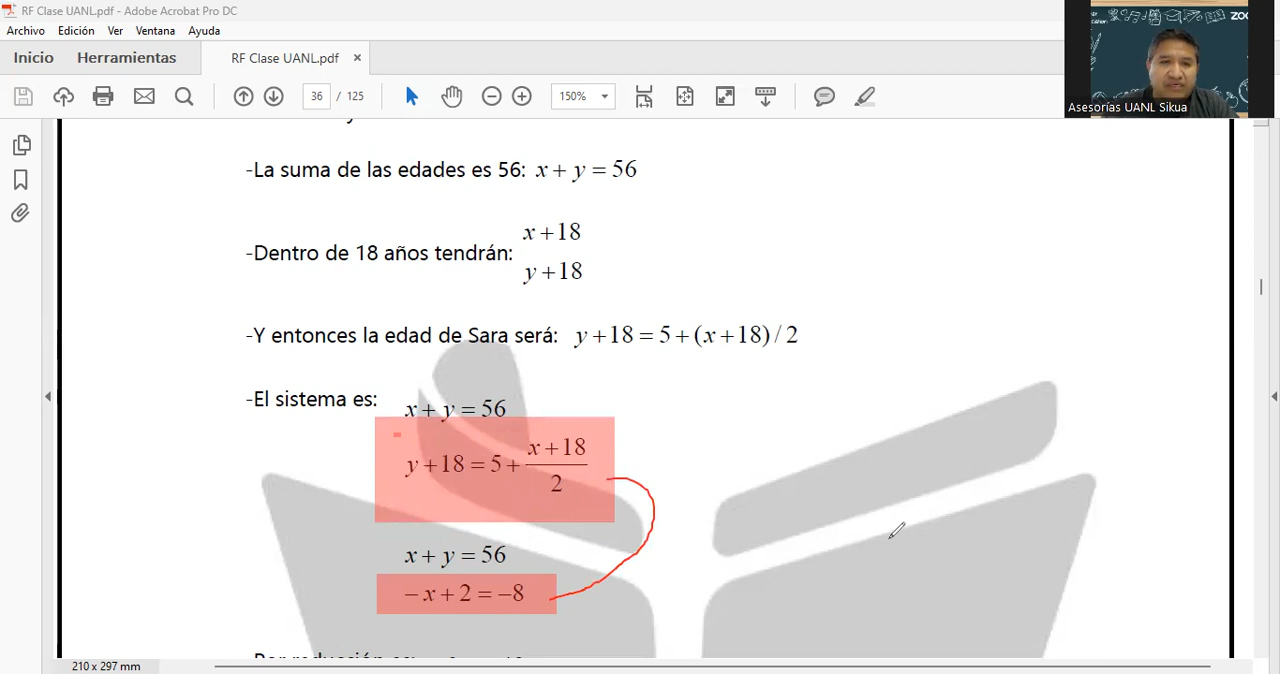 RF Clase UANL.pdf - Adobe Acrobat Pro DC
Archivo Edición Ver Ventana Ayuda
Inicio Herramientas RF Clase UANL.pdf ×
36 / 125 150%
ZOO
Asesorías UANL Sikua
-La suma de las edades es 56: x + y = 56
-Dentro de 18 años tendrán: x + 18
y + 18
-Y entonces la edad de Sara será: y + 18 = 5 + (x + 18) / 2
-El sistema es: x + y = 56
y + 18 = 5 + \frac{x + 18}{2}
x + y = 56
− x + 2 = −8
210 x 297 mm